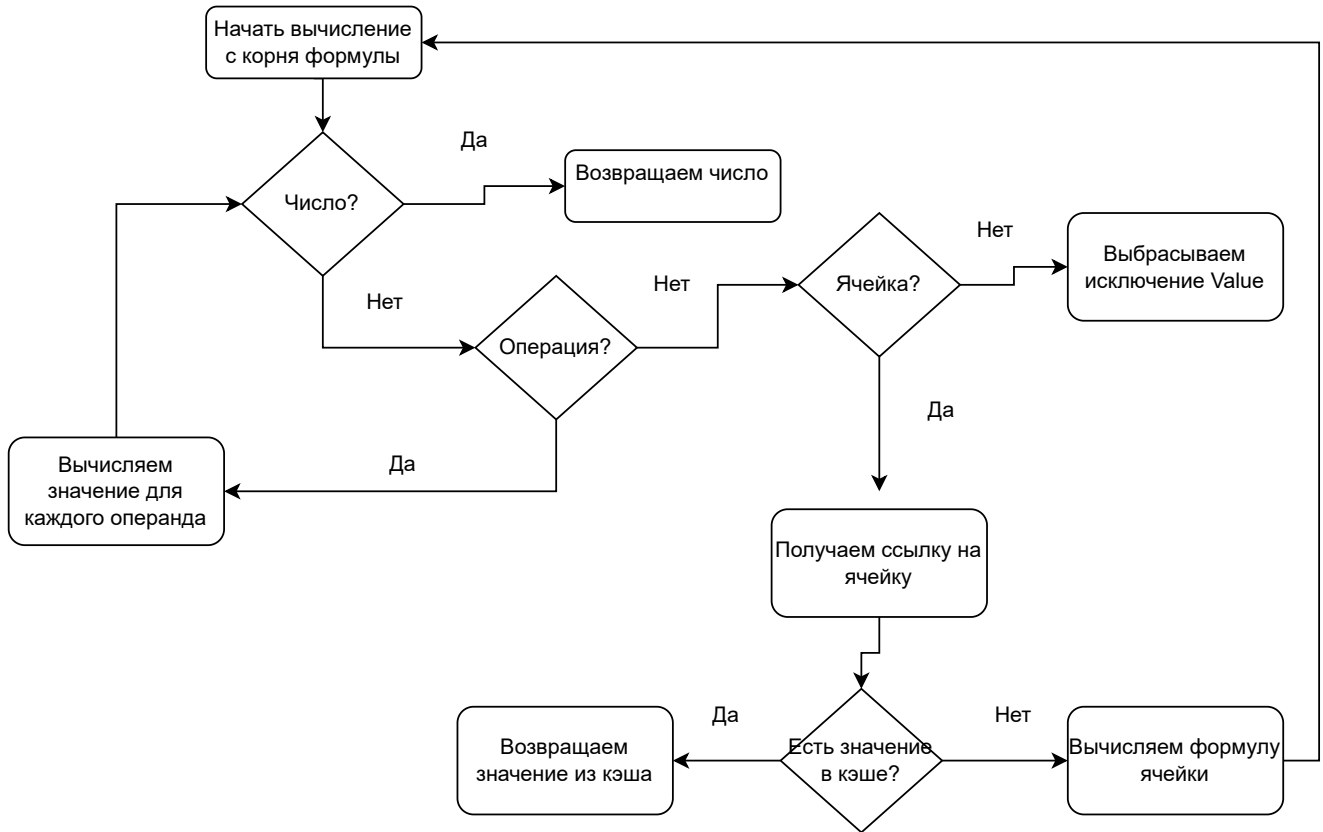 Начать вычисление
с корня формулы
Да
Число?
Возвращаем число
Нет
Операция?
Нет
Ячейка?
Нет
Выбрасываем
исключение Value
Да
Вычисляем
значение для
каждого операнда
Да
Получаем ссылку на
ячейку
Да
Есть значение
в кэше?
Нет
Возвращаем
значение из кэша
Вычисляем формулу
ячейки